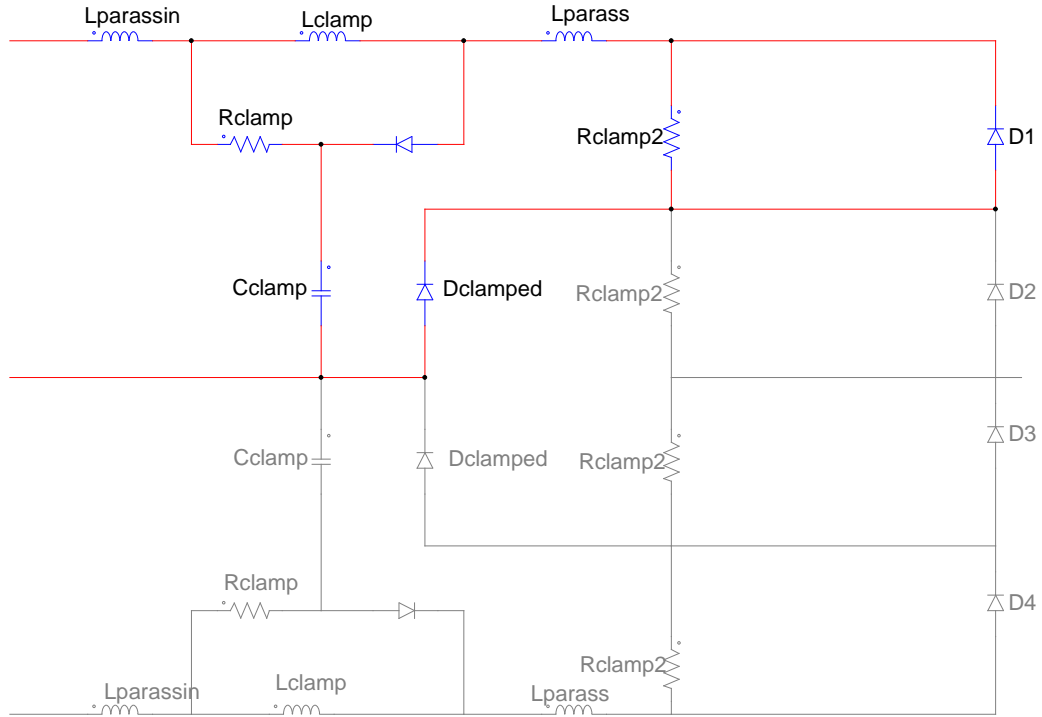 Lparassin
Lclamp
Lparass
Rclamp
Rclamp2
D1
Cclamp
Dclamped
Rclamp2
D2
Cclamp
Dclamped
Rclamp2
D3
Rclamp
D4
Lparassin
Lclamp
Lparass
Rclamp2